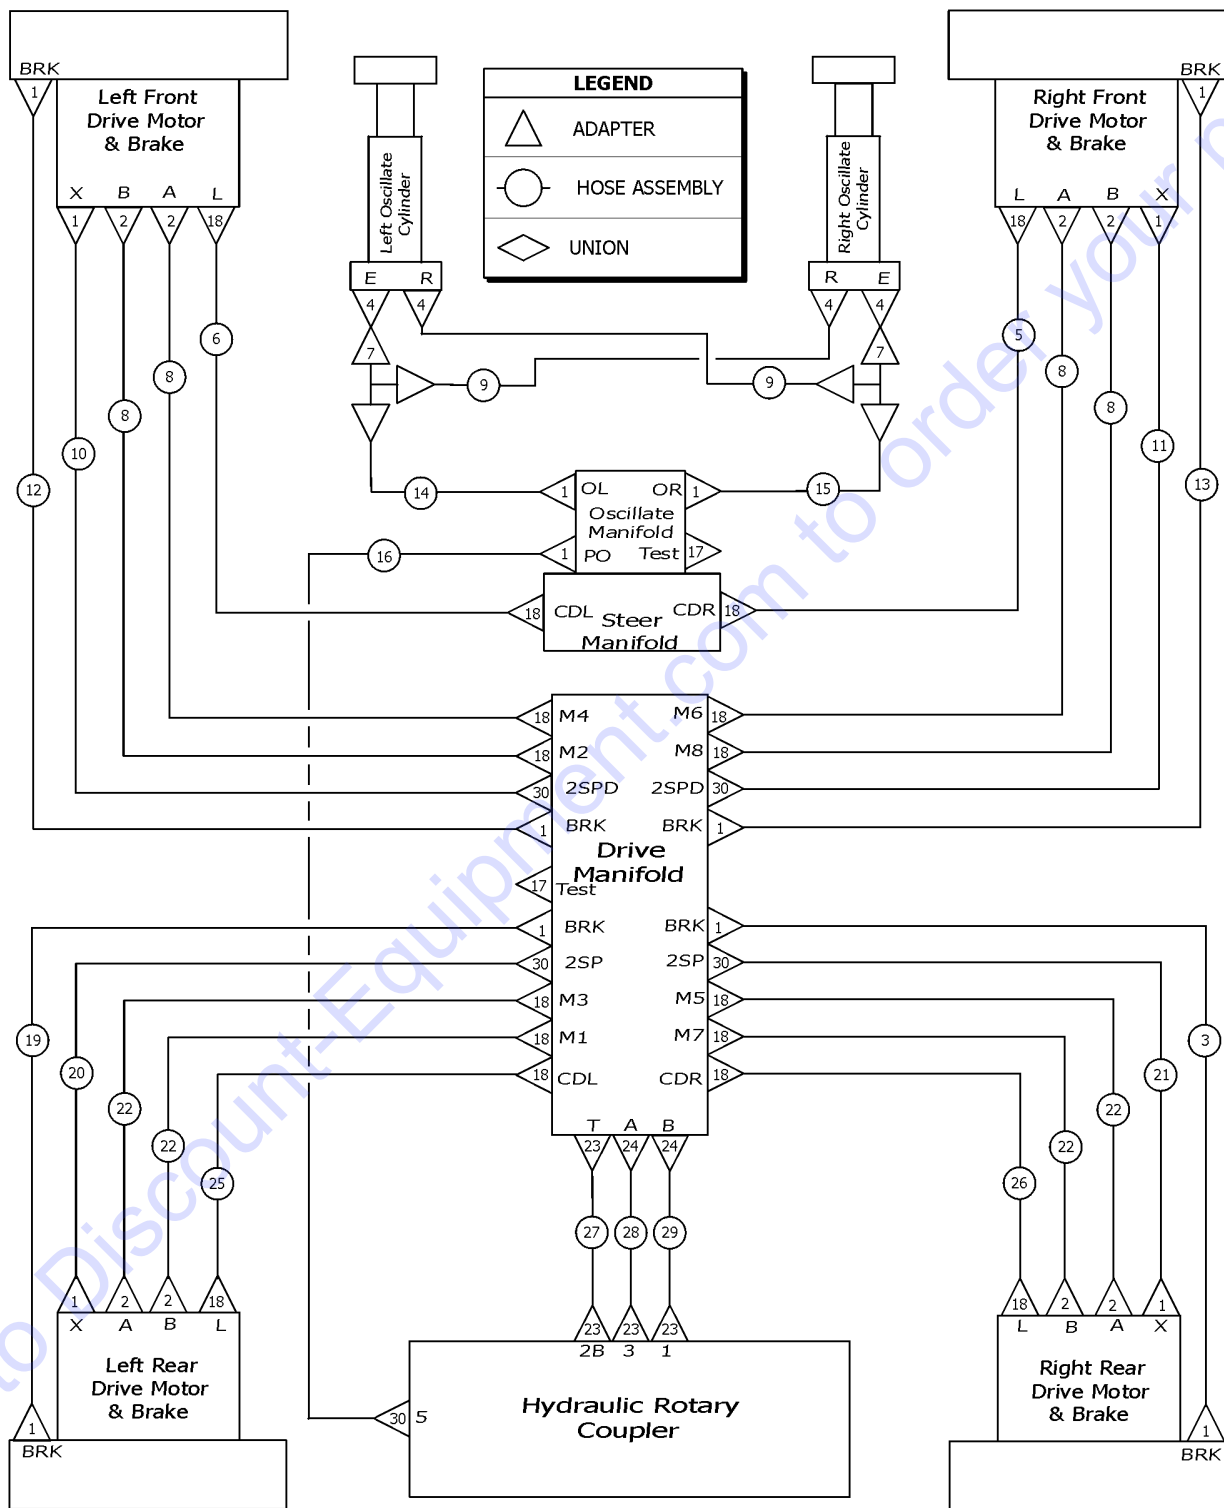 BRK
1
Left Front
Drive Motor
& Brake
X B A L
1 2 2 18
LEGEND
ADAPTER
HOSE ASSEMBLY
UNION
Left Oscillate
Cylinder
E R
4 4
7
Right Oscillate
Cylinder
R E
4 4
7
BRK
1
Right Front
Drive Motor
& Brake
L A B X
18 2 2 1
6
8
8
10
12
9
9
5
8
8
11
13
14
15
16
1 OL OR 1
Oscillate
Manifold
1 PO Test 17
18 CDL CDR 18
Steer
Manifold
18 M4 M6 18
18 M2 M8 18
30 2SPD 2SPD 30
1 BRK BRK 1
Drive
Manifold
17 Test
1 BRK BRK 1
30 2SP 2SP 30
18 M3 M5 18
18 M1 M7 18
18 CDL CDR 18
T A B
23 24 24
19
20
22
22
25
27 28 29
26
22
22
21
3
1 2 2 18
X A B L
Left Rear
Drive Motor
& Brake
1
BRK
23 23 23
2B 3 1
30 5
Hydraulic Rotary
Coupler
18 2 2 1
L B A X
Right Rear
Drive Motor
& Brake
1
BRK
to Discount-Equipment.com to order your p